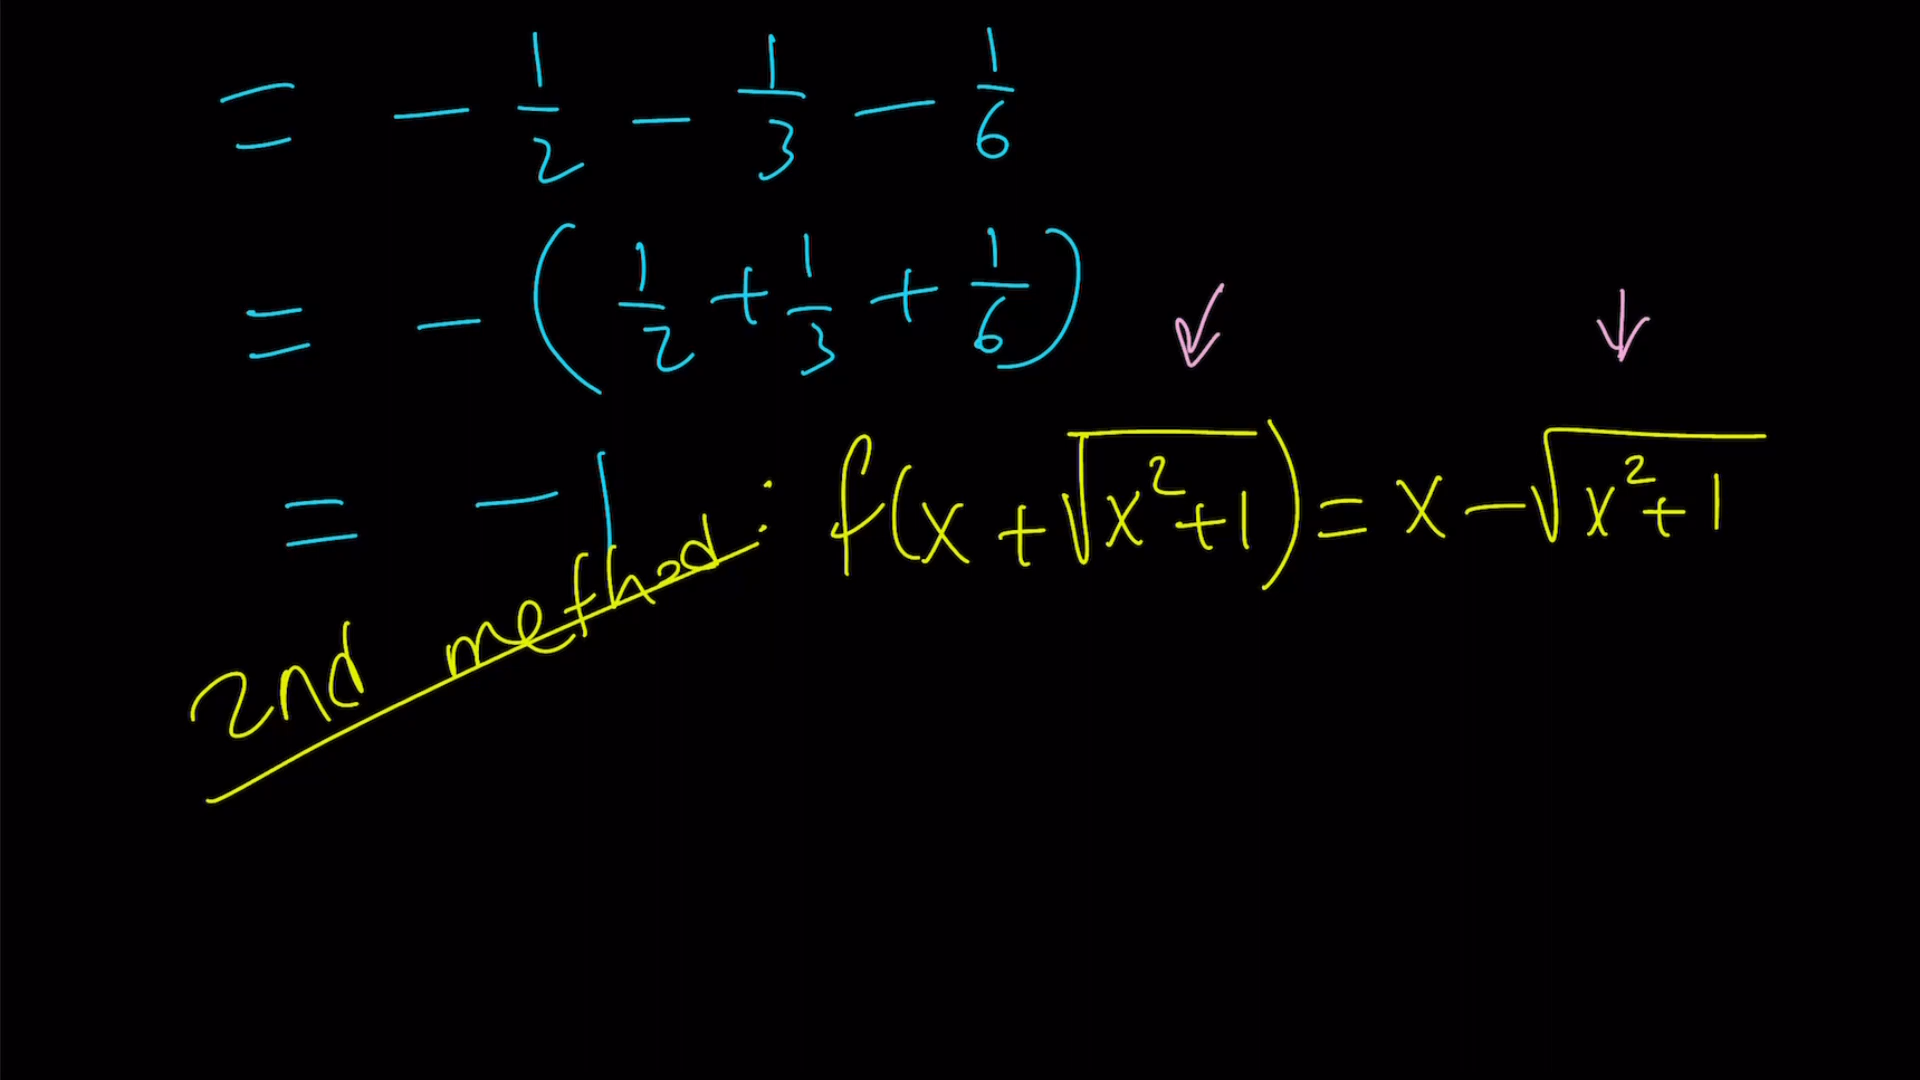 = - 1/2 - 1/3 - 1/6
= - (1/2 + 1/3 + 1/6)
= - 1
2nd method: f(x + √(x²+1)) = x - √(x²+1)